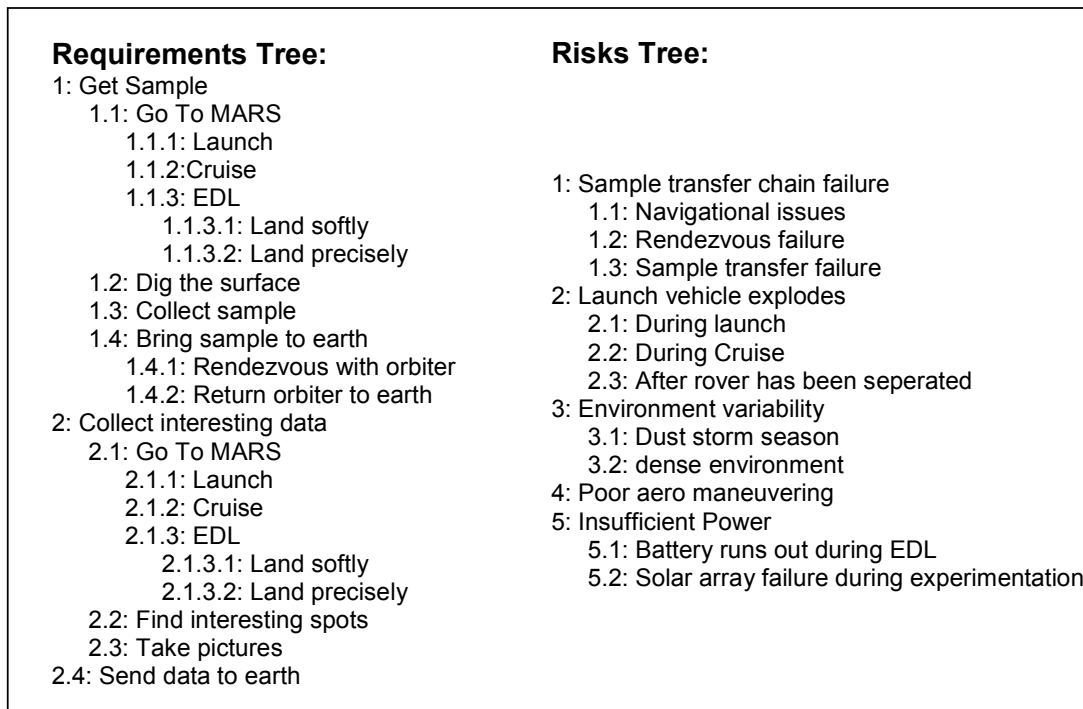 Requirements Tree:
1: Get Sample
1.1: Go To MARS
1.1.1: Launch
1.1.2:Cruise
1.1.3: EDL
1.1.3.1: Land softly
1.1.3.2: Land precisely
1.2: Dig the surface
1.3: Collect sample
1.4: Bring sample to earth
1.4.1: Rendezvous with orbiter
1.4.2: Return orbiter to earth
2: Collect interesting data
2.1: Go To MARS
2.1.1: Launch
2.1.2: Cruise
2.1.3: EDL
2.1.3.1: Land softly
2.1.3.2: Land precisely
2.2: Find interesting spots
2.3: Take pictures
2.4: Send data to earth
Risks Tree:
1: Sample transfer chain failure
1.1: Navigational issues
1.2: Rendezvous failure
1.3: Sample transfer failure
2: Launch vehicle explodes
2.1: During launch
2.2: During Cruise
2.3: After rover has been seperated
3: Environment variability
3.1: Dust storm season
3.2: dense environment
4: Poor aero maneuvering
5: Insufficient Power
5.1: Battery runs out during EDL
5.2: Solar array failure during experimentation